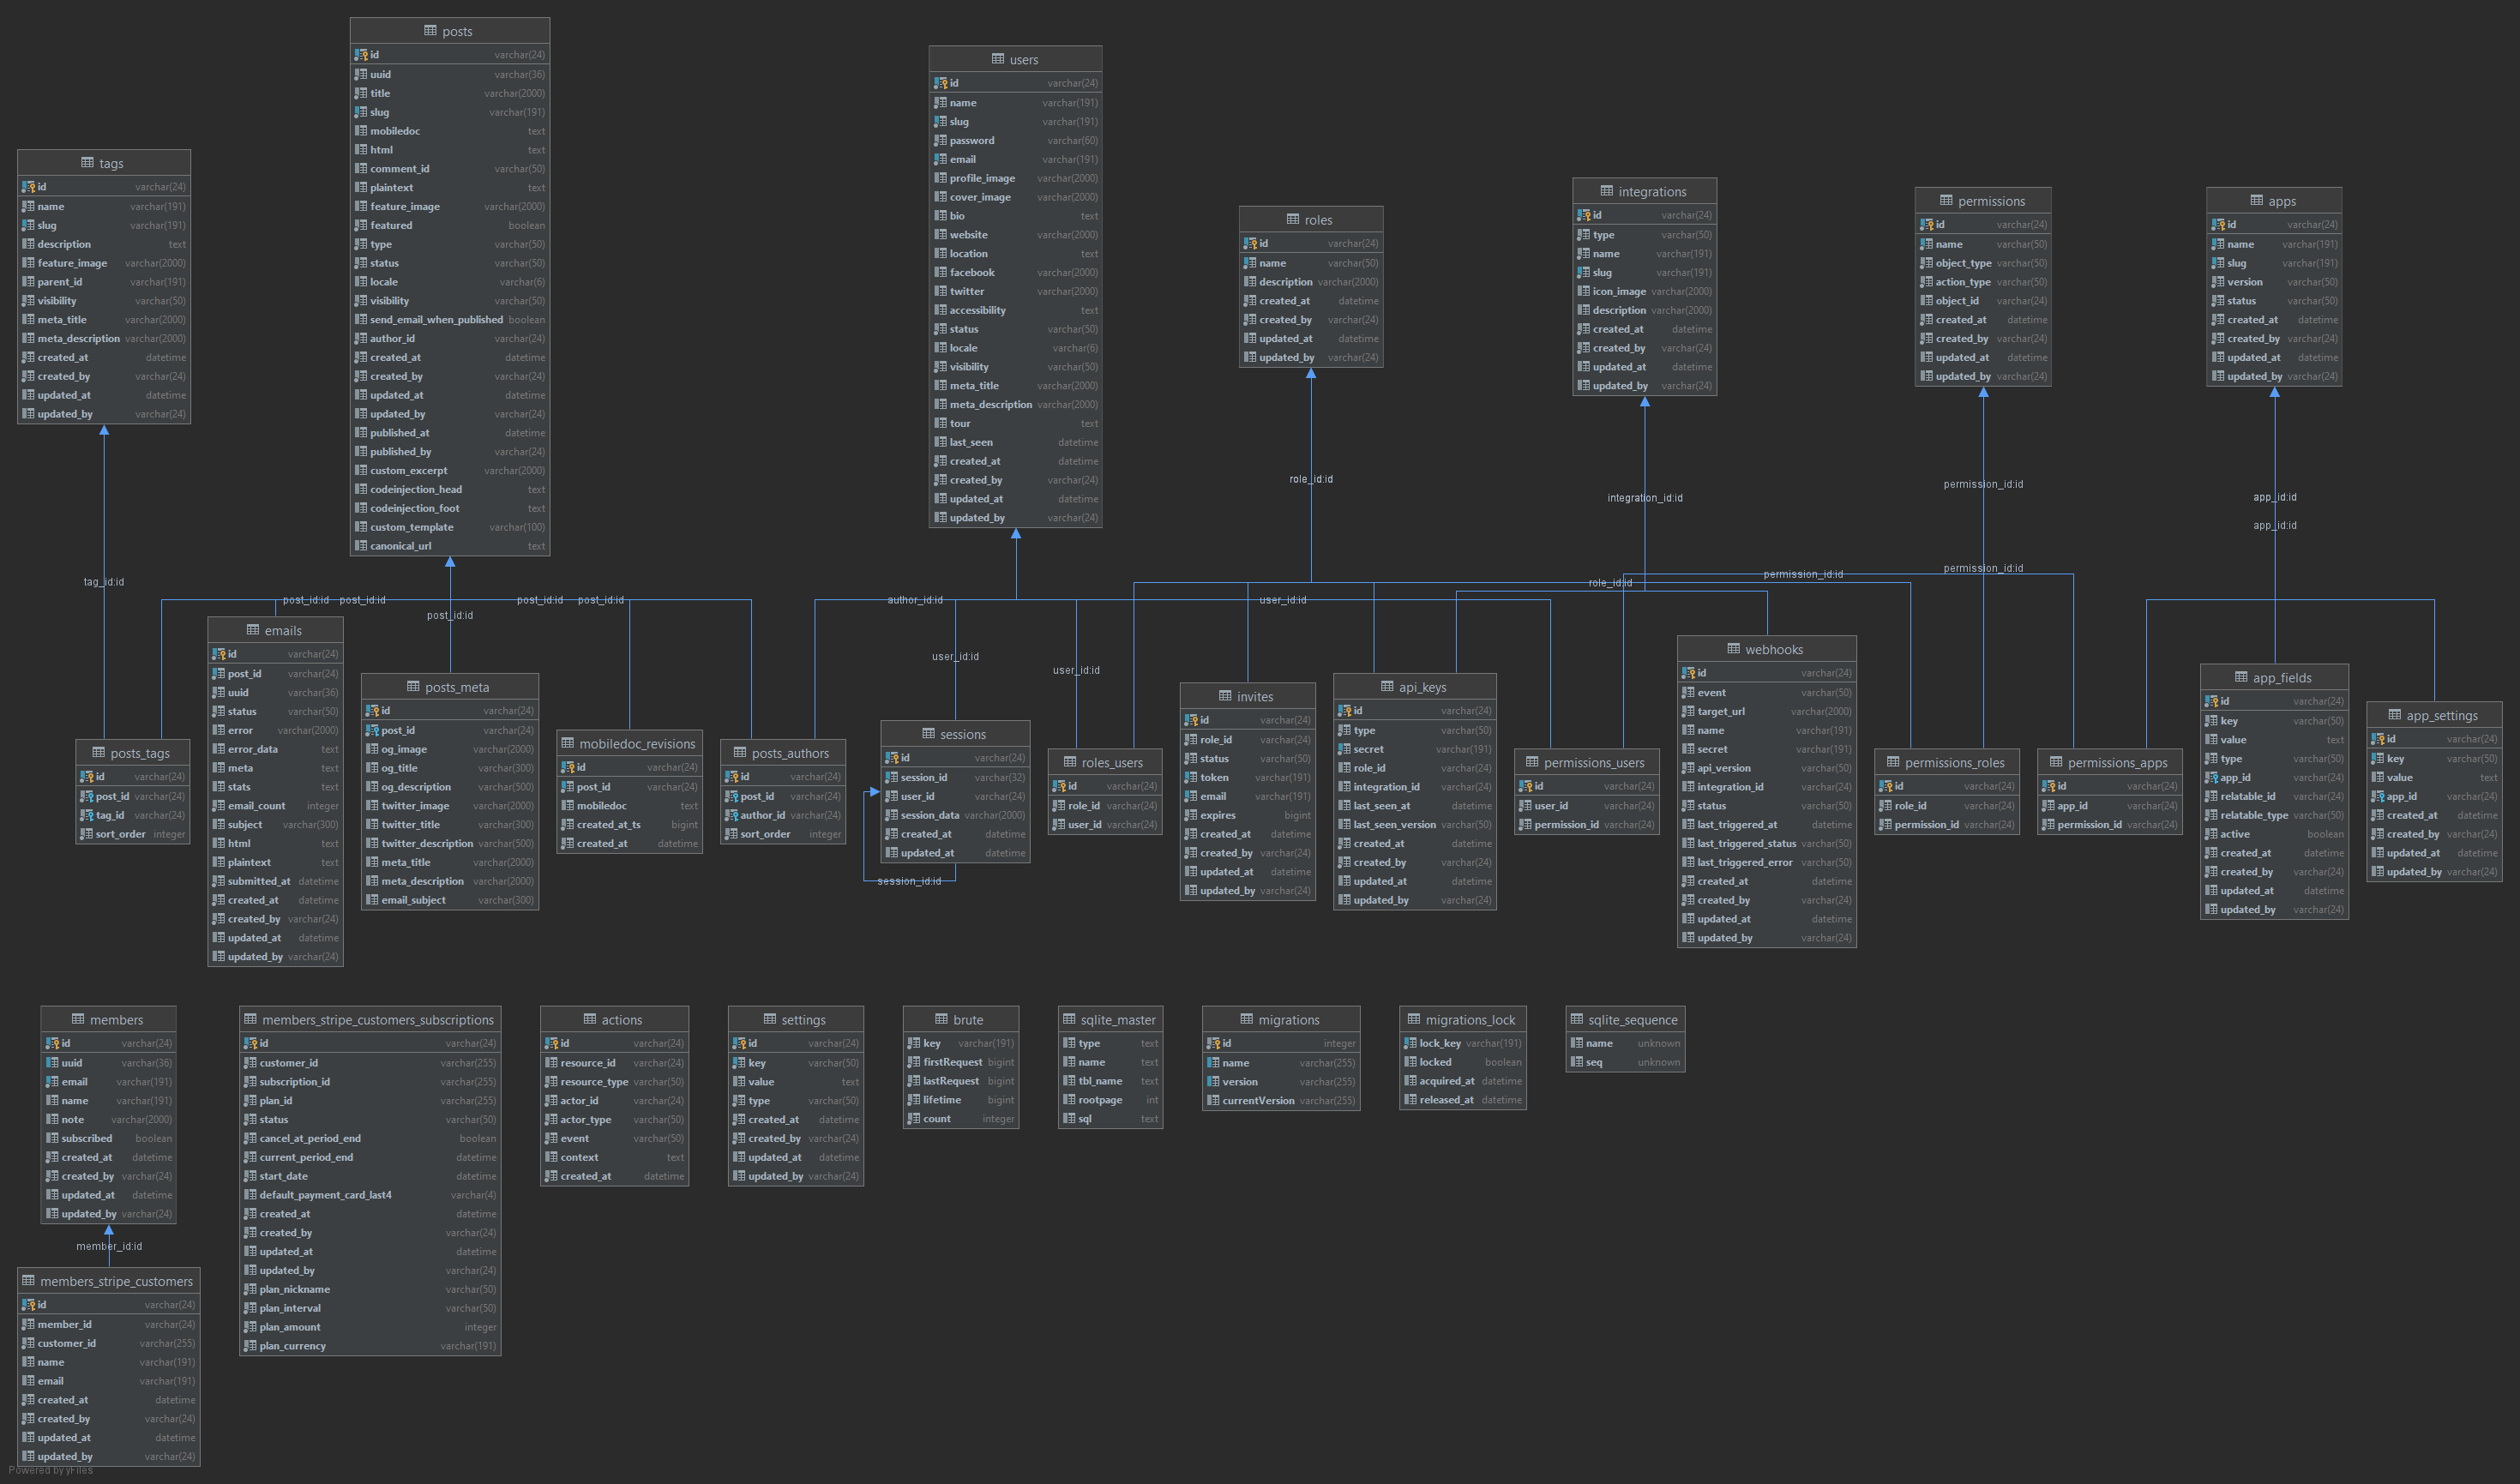 posts
id varchar(24)
uuid varchar(36)
title varchar(2000)
slug varchar(191)
mobiledoc text
html text
comment_id varchar(50)
plaintext text
feature_image varchar(2000)
featured boolean
type varchar(50)
status varchar(50)
locale varchar(6)
visibility varchar(50)
send_email_when_published boolean
author_id varchar(24)
created_at datetime
created_by varchar(24)
updated_at datetime
updated_by varchar(24)
published_at datetime
published_by varchar(24)
custom_excerpt varchar(2000)
codeinjection_head text
codeinjection_foot text
custom_template varchar(100)
canonical_url text
users
id varchar(24)
name varchar(191)
slug varchar(191)
password varchar(60)
email varchar(191)
profile_image varchar(2000)
cover_image varchar(2000)
bio text
website varchar(2000)
location text
facebook varchar(2000)
twitter varchar(2000)
accessibility text
status varchar(50)
locale varchar(6)
visibility varchar(50)
meta_title varchar(2000)
meta_description varchar(2000)
tour text
last_seen datetime
created_at datetime
created_by varchar(24)
updated_at datetime
updated_by varchar(24)
tags
id varchar(24)
name varchar(191)
slug varchar(191)
description text
feature_image varchar(2000)
parent_id varchar(191)
visibility varchar(50)
meta_title varchar(2000)
meta_description varchar(2000)
created_at datetime
created_by varchar(24)
updated_at datetime
updated_by varchar(24)
roles
id varchar(24)
name varchar(50)
description varchar(2000)
created_at datetime
created_by varchar(24)
updated_at datetime
updated_by varchar(24)
integrations
id varchar(24)
type varchar(50)
name varchar(191)
slug varchar(191)
icon_image varchar(2000)
description varchar(2000)
created_at datetime
created_by varchar(24)
updated_at datetime
updated_by varchar(24)
permissions
id varchar(24)
name varchar(50)
object_type varchar(50)
action_type varchar(50)
object_id varchar(24)
created_at datetime
created_by varchar(24)
updated_at datetime
updated_by varchar(24)
apps
id varchar(24)
name varchar(191)
slug varchar(191)
version varchar(50)
status varchar(50)
created_at datetime
created_by varchar(24)
updated_at datetime
updated_by varchar(24)
role_id:id
integration_id:id
permission_id:id
app_id:id
app_id:id
tag_id:id
permission_id:id
permission_id:id
role_id:id
post_id:id
post_id:id
post_id:id
post_id:id
author_id:id
user_id:id
post_id:id
user_id:id
user_id:id
emails
id varchar(24)
post_id varchar(24)
uuid varchar(36)
status varchar(50)
error varchar(2000)
error_data text
meta text
stats text
email_count integer
subject varchar(300)
html text
plaintext text
submitted_at datetime
created_at datetime
created_by varchar(24)
updated_at datetime
updated_by varchar(24)
posts_meta
id varchar(24)
post_id varchar(24)
og_image varchar(2000)
og_title varchar(300)
og_description varchar(500)
twitter_image varchar(2000)
twitter_title varchar(300)
twitter_description varchar(500)
meta_title varchar(2000)
meta_description varchar(2000)
email_subject varchar(300)
posts_tags
id varchar(24)
post_id varchar(24)
tag_id varchar(24)
sort_order integer
mobiledoc_revisions
id varchar(24)
post_id varchar(24)
mobiledoc text
created_at_ts bigint
created_at datetime
posts_authors
id varchar(24)
post_id varchar(24)
author_id varchar(24)
sort_order integer
sessions
id varchar(24)
session_id varchar(32)
user_id varchar(24)
session_data varchar(2000)
created_at datetime
updated_at datetime
session_id:id
roles_users
id varchar(24)
role_id varchar(24)
user_id varchar(24)
invites
id varchar(24)
role_id varchar(24)
status varchar(50)
token varchar(191)
email varchar(191)
expires bigint
created_at datetime
created_by varchar(24)
updated_at datetime
updated_by varchar(24)
api_keys
id varchar(24)
type varchar(50)
secret varchar(191)
role_id varchar(24)
integration_id varchar(24)
last_seen_at datetime
last_seen_version varchar(50)
created_at datetime
created_by varchar(24)
updated_at datetime
updated_by varchar(24)
permissions_users
id varchar(24)
user_id varchar(24)
permission_id varchar(24)
webhooks
id varchar(24)
event varchar(50)
target_url varchar(2000)
name varchar(191)
secret varchar(191)
api_version varchar(50)
integration_id varchar(24)
status varchar(50)
last_triggered_at datetime
last_triggered_status varchar(50)
last_triggered_error varchar(50)
created_at datetime
created_by varchar(24)
updated_at datetime
updated_by varchar(24)
permissions_roles
id varchar(24)
role_id varchar(24)
permission_id varchar(24)
permissions_apps
id varchar(24)
app_id varchar(24)
permission_id varchar(24)
app_fields
id varchar(24)
key varchar(50)
value text
type varchar(50)
app_id varchar(24)
relatable_id varchar(24)
relatable_type varchar(50)
active boolean
created_at datetime
created_by varchar(24)
updated_at datetime
updated_by varchar(24)
app_settings
id varchar(24)
key varchar(50)
value text
app_id varchar(24)
created_at datetime
created_by varchar(24)
updated_at datetime
updated_by varchar(24)
members
id varchar(24)
uuid varchar(36)
email varchar(191)
name varchar(191)
note varchar(2000)
subscribed boolean
created_at datetime
created_by varchar(24)
updated_at datetime
updated_by varchar(24)
member_id:id
members_stripe_customers
id varchar(24)
member_id varchar(24)
customer_id varchar(255)
name varchar(191)
email varchar(191)
created_at datetime
created_by varchar(24)
updated_at datetime
updated_by varchar(24)
members_stripe_customers_subscriptions
id varchar(24)
customer_id varchar(255)
subscription_id varchar(255)
plan_id varchar(255)
status varchar(50)
cancel_at_period_end boolean
current_period_end datetime
start_date datetime
default_payment_card_last4 varchar(4)
created_at datetime
created_by varchar(24)
updated_at datetime
updated_by varchar(24)
plan_nickname varchar(50)
plan_interval varchar(50)
plan_amount integer
plan_currency varchar(191)
actions
id varchar(24)
resource_id varchar(24)
resource_type varchar(50)
actor_id varchar(24)
actor_type varchar(50)
event varchar(50)
context text
created_at datetime
settings
id varchar(24)
key varchar(50)
value text
type varchar(50)
created_at datetime
created_by varchar(24)
updated_at datetime
updated_by varchar(24)
brute
key varchar(191)
firstRequest bigint
lastRequest bigint
lifetime bigint
count integer
sqlite_master
type text
name text
tbl_name text
rootpage int
sql text
migrations
id integer
name varchar(255)
version varchar(255)
currentVersion varchar(255)
migrations_lock
lock_key varchar(191)
locked boolean
acquired_at datetime
released_at datetime
sqlite_sequence
name unknown
seq unknown
Powered by yFiles